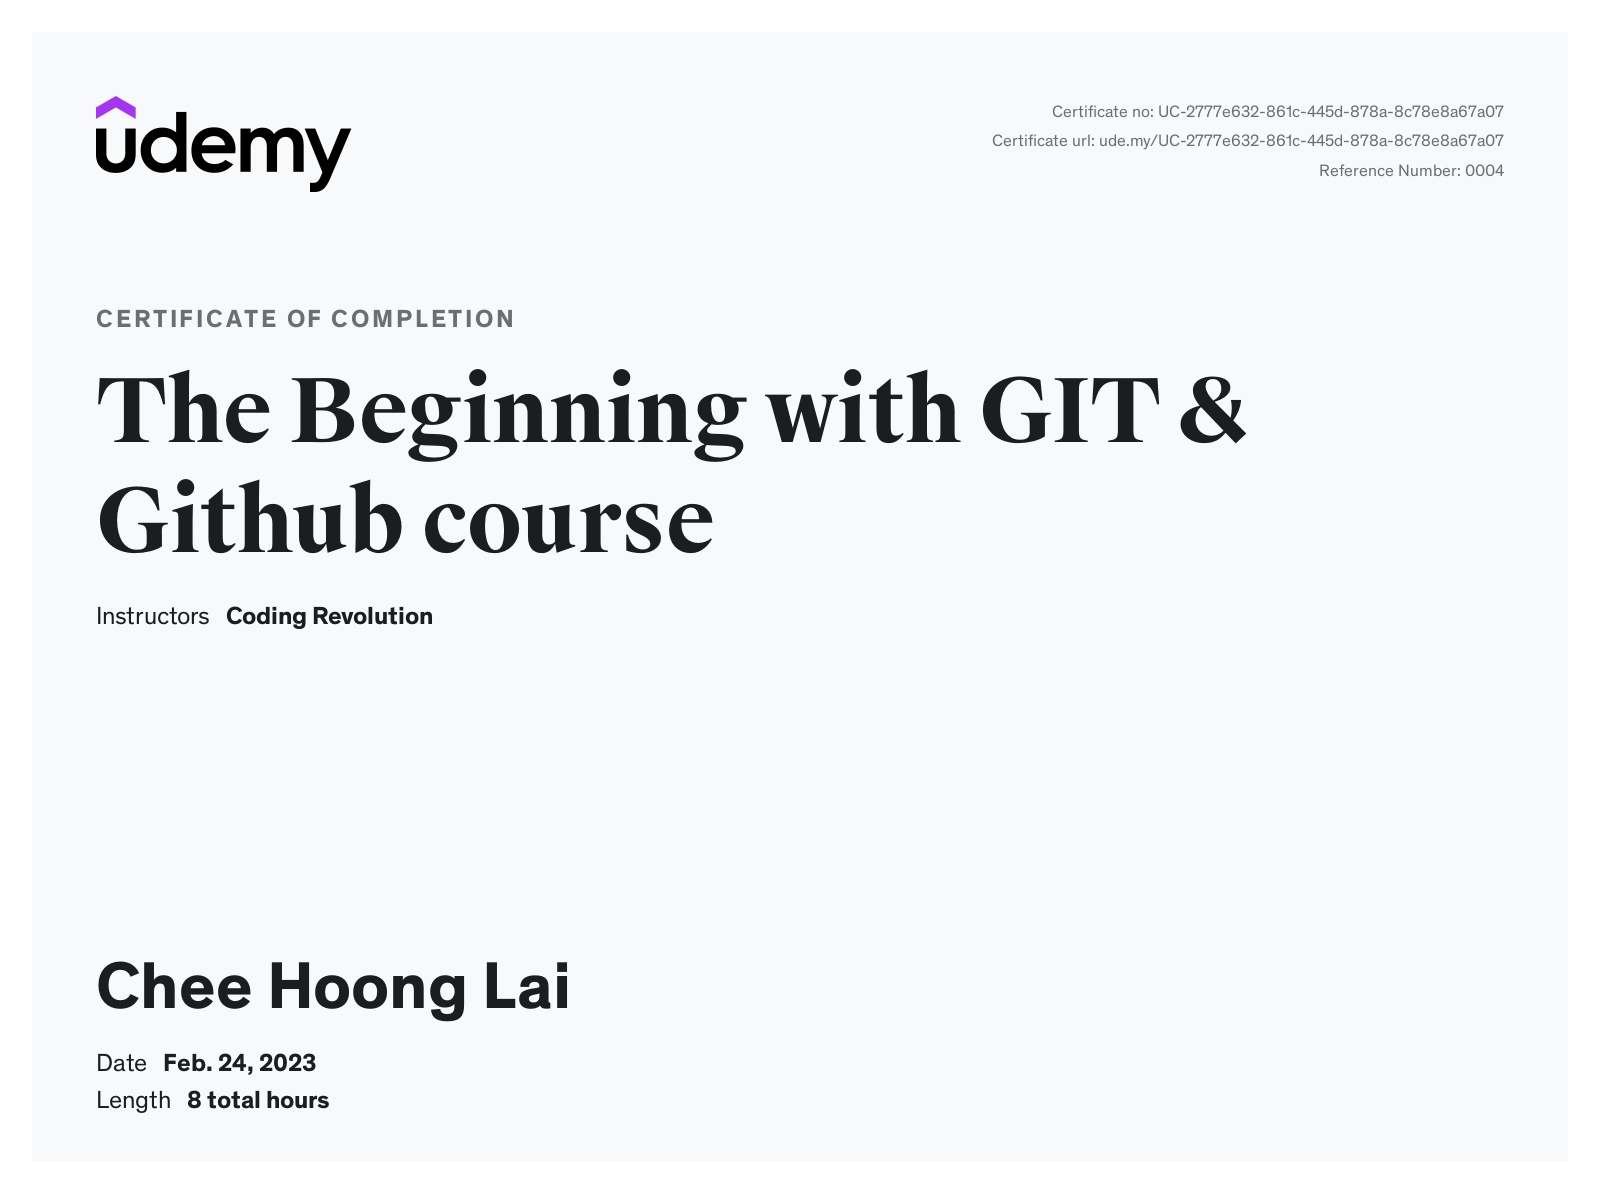 udemy
Certificate no: UC-2777e632-861c-445d-878a-8c78e8a67a07
Certificate url: ude.my/UC-2777e632-861c-445d-878a-8c78e8a67a07
Reference Number: 0004
CERTIFICATE OF COMPLETION
The Beginning with GIT &
Github course
Instructors Coding Revolution
Chee Hoong Lai
Date Feb. 24, 2023
Length 8 total hours